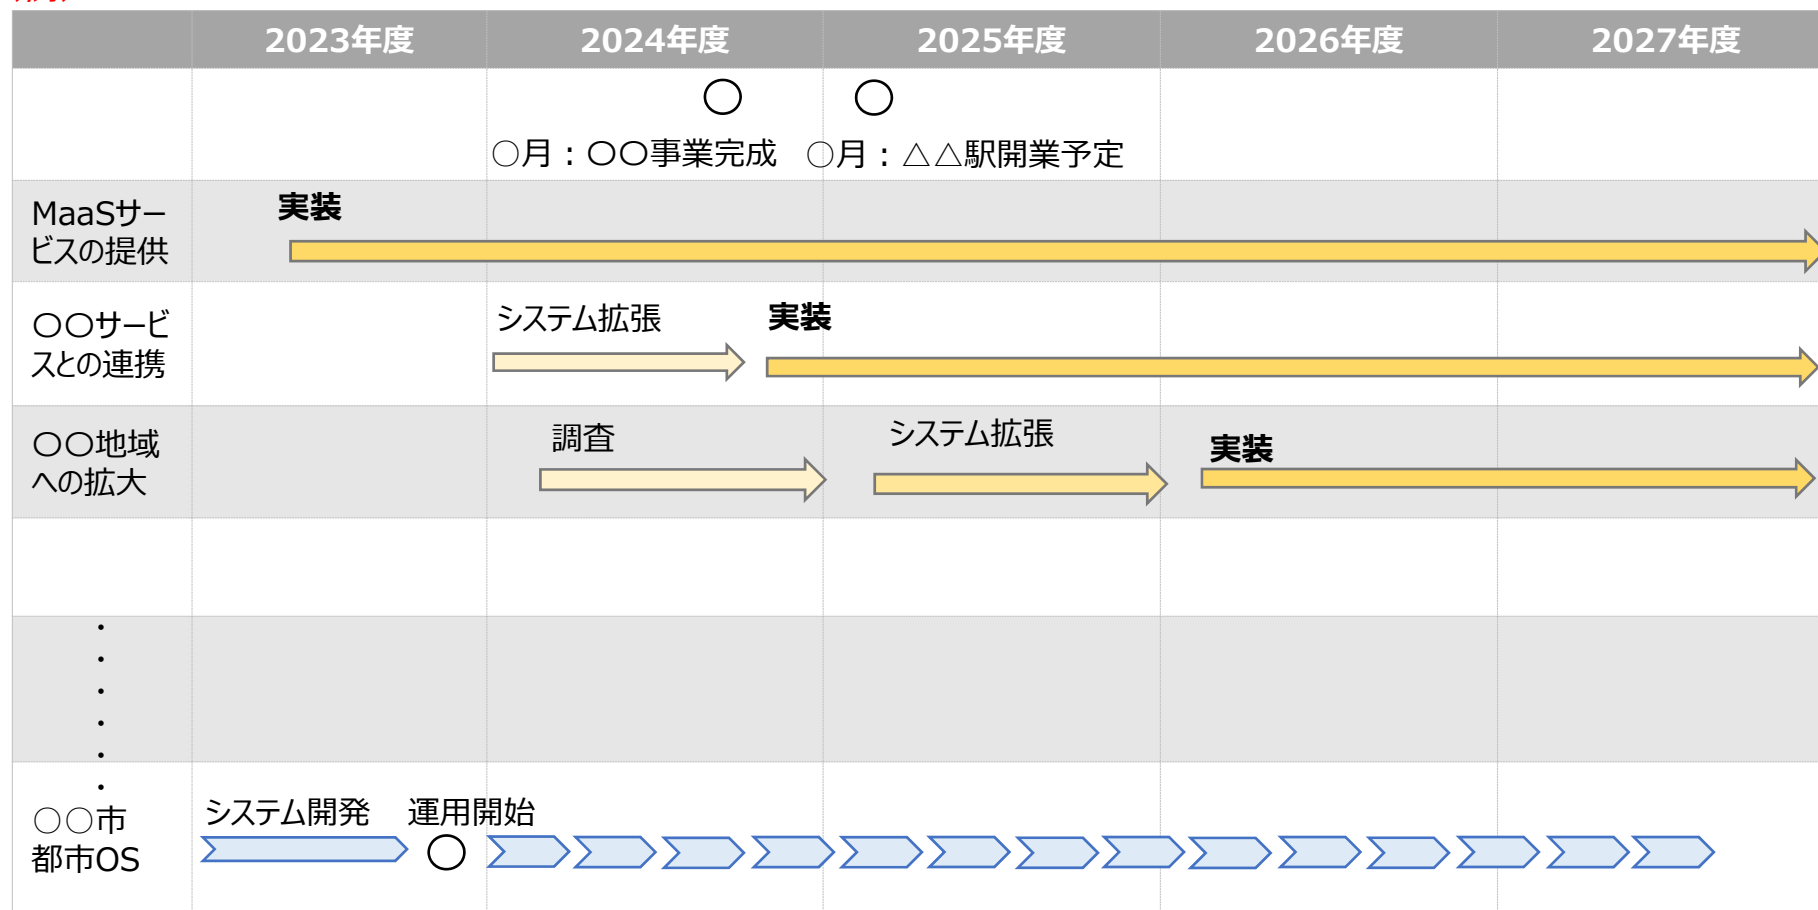 2023年度 2024年度 2025年度 2026年度 2027年度
○月：〇〇事業完成 ○月：△△駅開業予定
MaaSサー
ビスの提供
実装
〇〇サービ
スとの連携
システム拡張 実装
〇〇地域
への拡大
調査 システム拡張 実装
・
・
・
・
・
・
○○市
都市OS
システム開発 運用開始